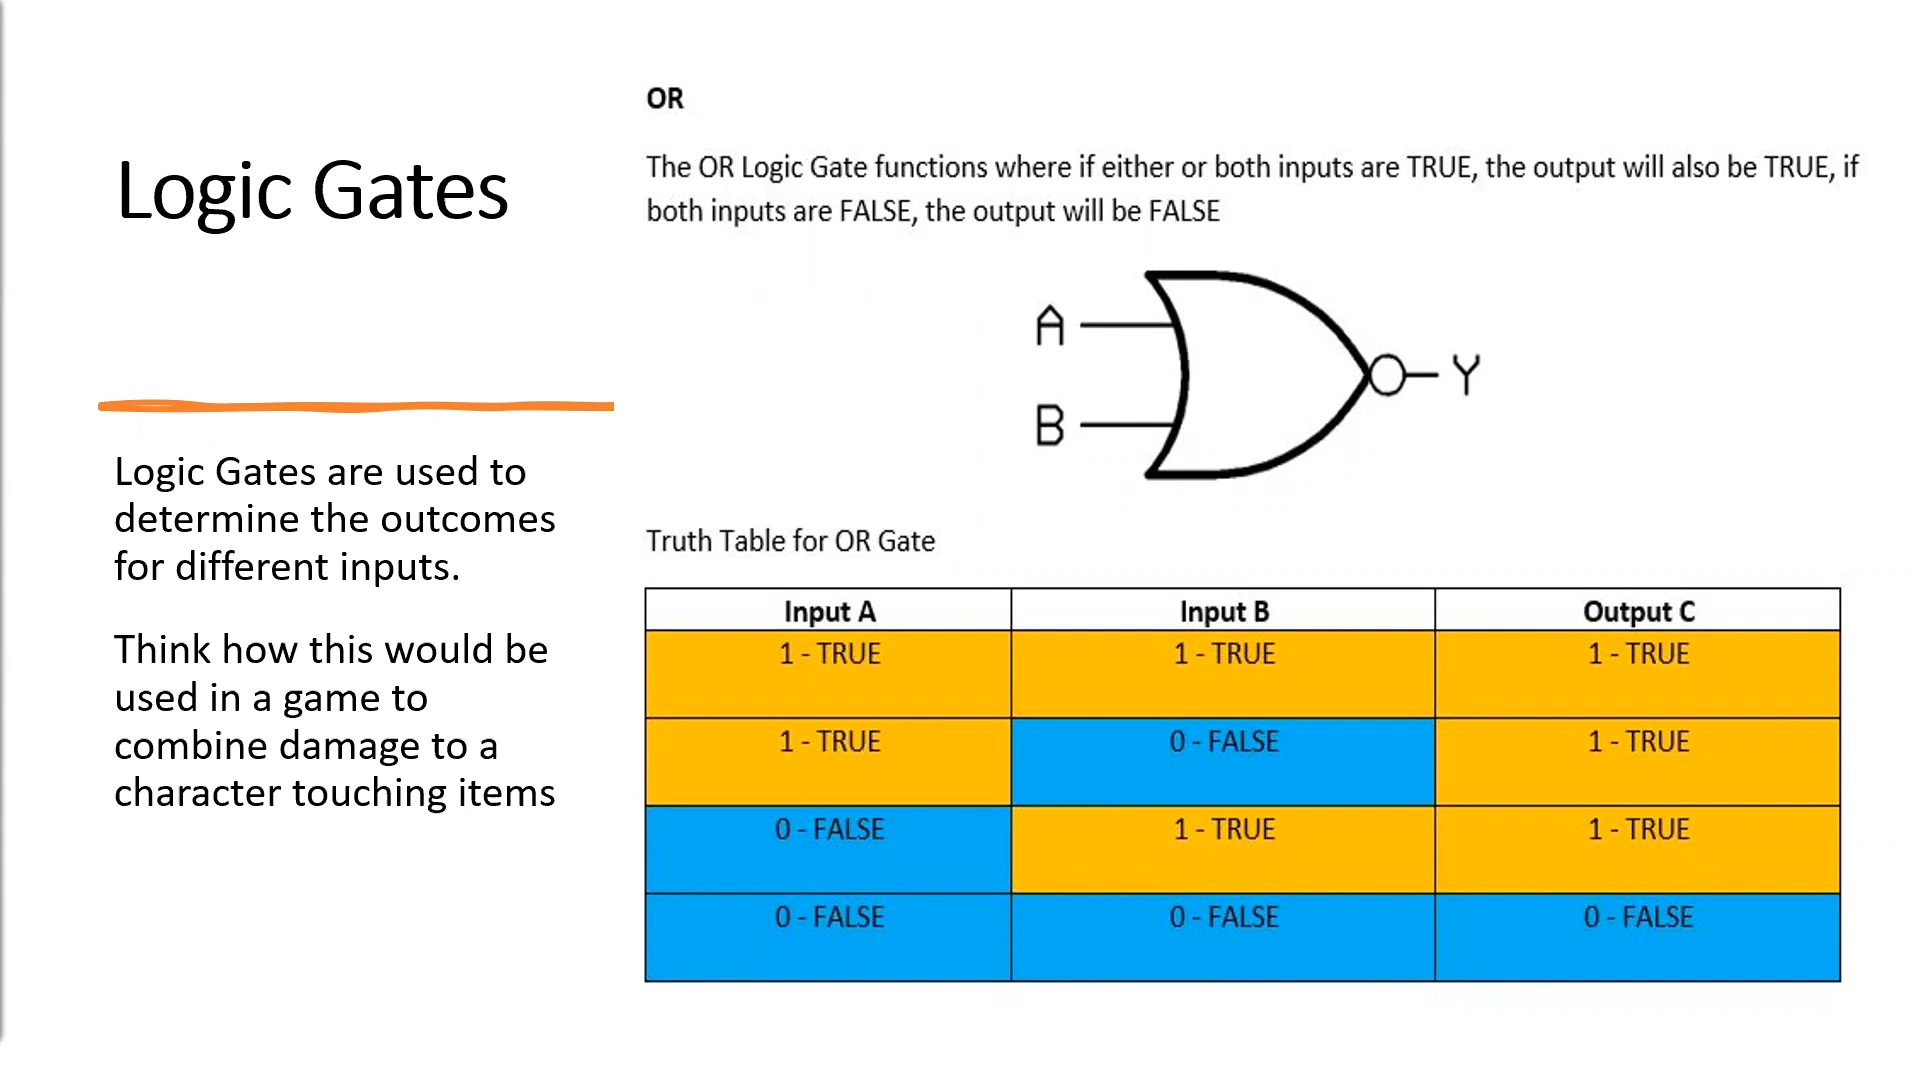 Logic Gates
Logic Gates are used to
determine the outcomes
for different inputs.
Think how this would be
used in a game to
combine damage to a
character touching items
OR
The OR Logic Gate functions where if either or both inputs are TRUE, the output will also be TRUE, if
both inputs are FALSE, the output will be FALSE
A
B
Y
Truth Table for OR Gate
Input A Input B Output C
1 - TRUE 1 - TRUE 1 - TRUE
1 - TRUE 0 - FALSE 1 - TRUE
0 - FALSE 1 - TRUE 1 - TRUE
0 - FALSE 0 - FALSE 0 - FALSE